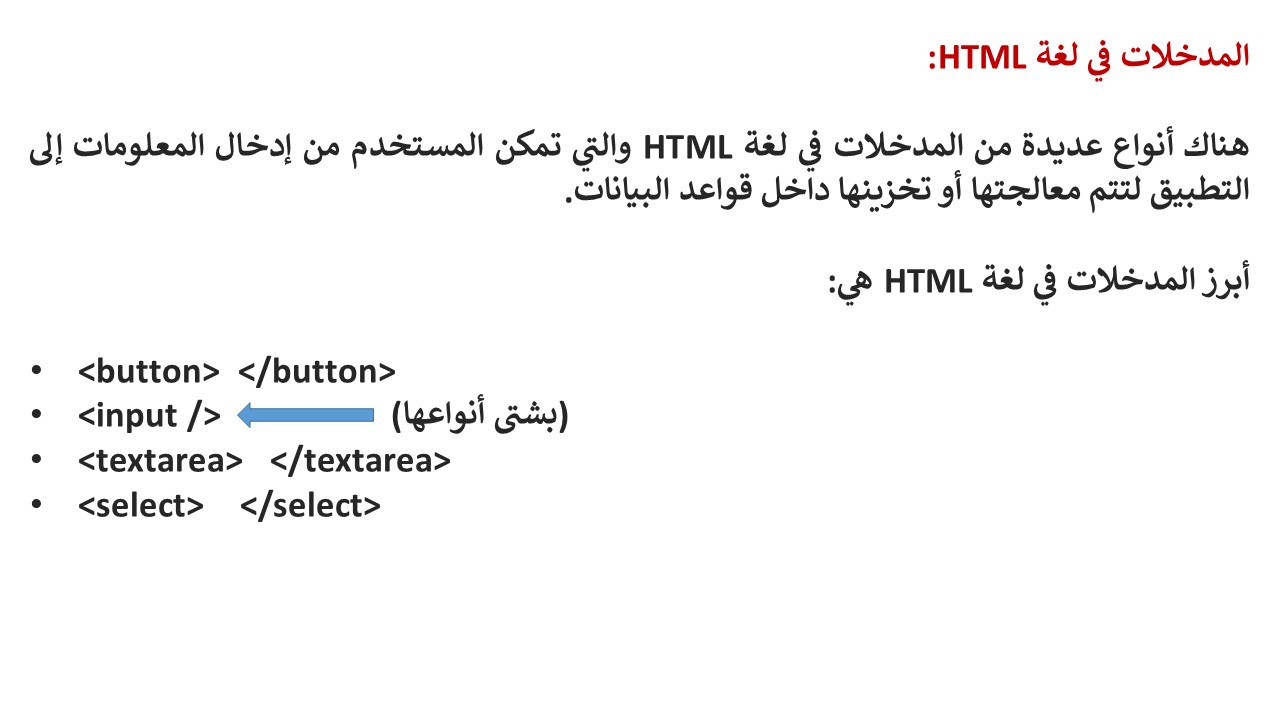 المدخلات في لغة HTML:
هناك أنواع عديدة من المدخلات في لغة HTML والتي تمكن المستخدم من إدخال المعلومات إلى
التطبيق لتتم معالجتها أو تخزينها داخل قواعد البيانات.
أبرز المدخلات في لغة HTML هي:
• <button> </button>
• <input /> (بشتى أنواعها)
• <textarea> </textarea>
• <select> </select>